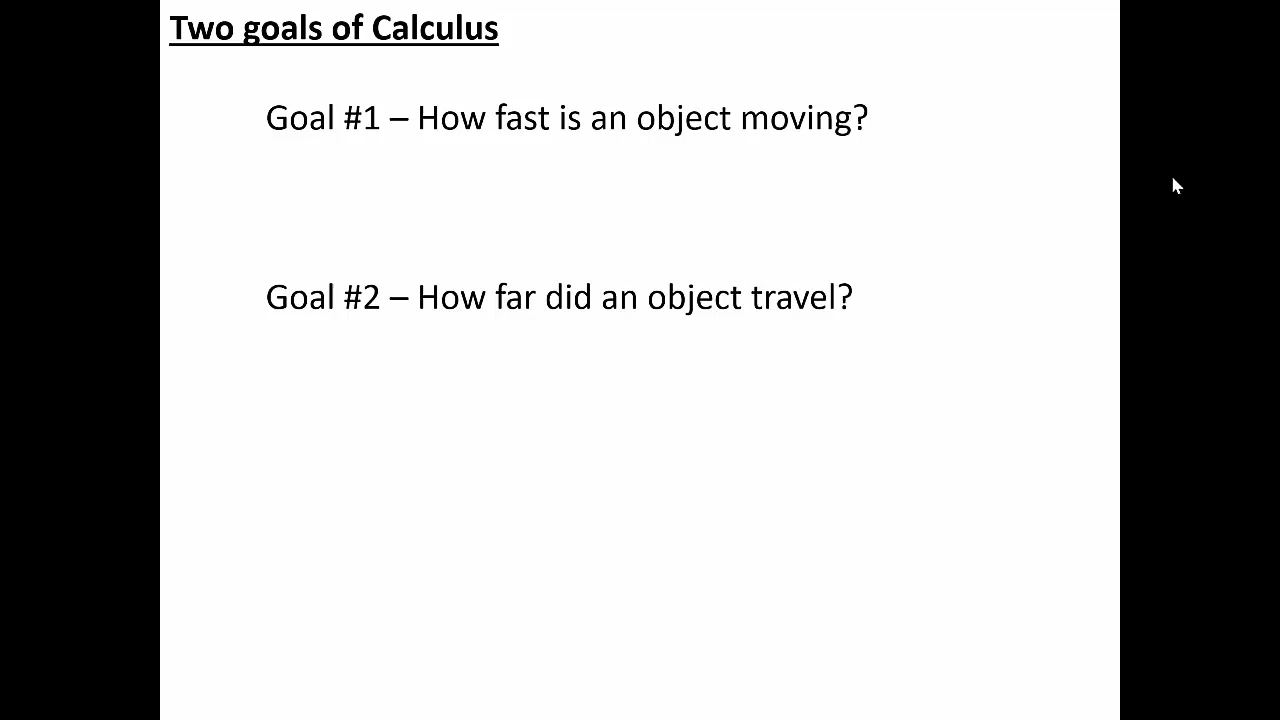 Two goals of Calculus
Goal #1 – How fast is an object moving?
Goal #2 – How far did an object travel?